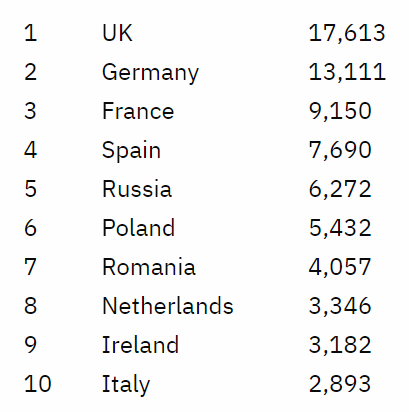 1 UK 17,613
2 Germany 13,111
3 France 9,150
4 Spain 7,690
5 Russia 6,272
6 Poland 5,432
7 Romania 4,057
8 Netherlands 3,346
9 Ireland 3,182
10 Italy 2,893